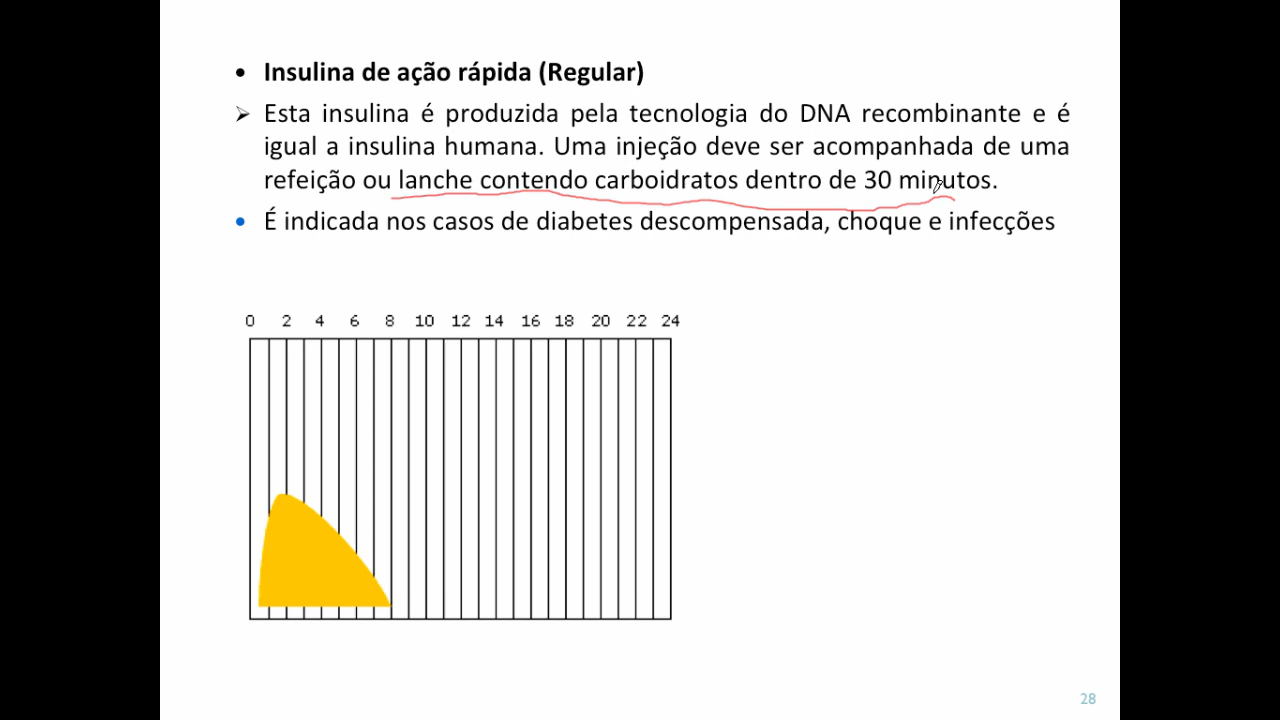 • Insulina de ação rápida (Regular)
➢ Esta insulina é produzida pela tecnologia do DNA recombinante e é
igual a insulina humana. Uma injeção deve ser acompanhada de uma
refeição ou lanche contendo carboidratos dentro de 30 minutos.
• É indicada nos casos de diabetes descompensada, choque e infecções
0 2 4 6 8 10 12 14 16 18 20 22 24
28